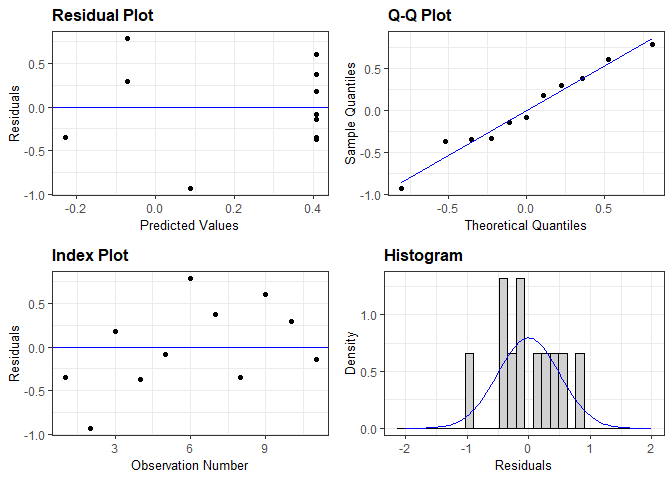 Residual Plot
0.5
0.0
-0.5
-1.0
Residuals
-0.2
0.0
0.2
0.4
Predicted Values
Q-Q Plot
0.5
0.0
-0.5
-1.0
Sample Quantiles
-0.5
0.0
0.5
Theoretical Quantiles
Index Plot
0.5
0.0
-0.5
-1.0
Residuals
3
6
9
Observation Number
Histogram
1.0
0.5
0.0
Density
-2
-1
0
1
2
Residuals